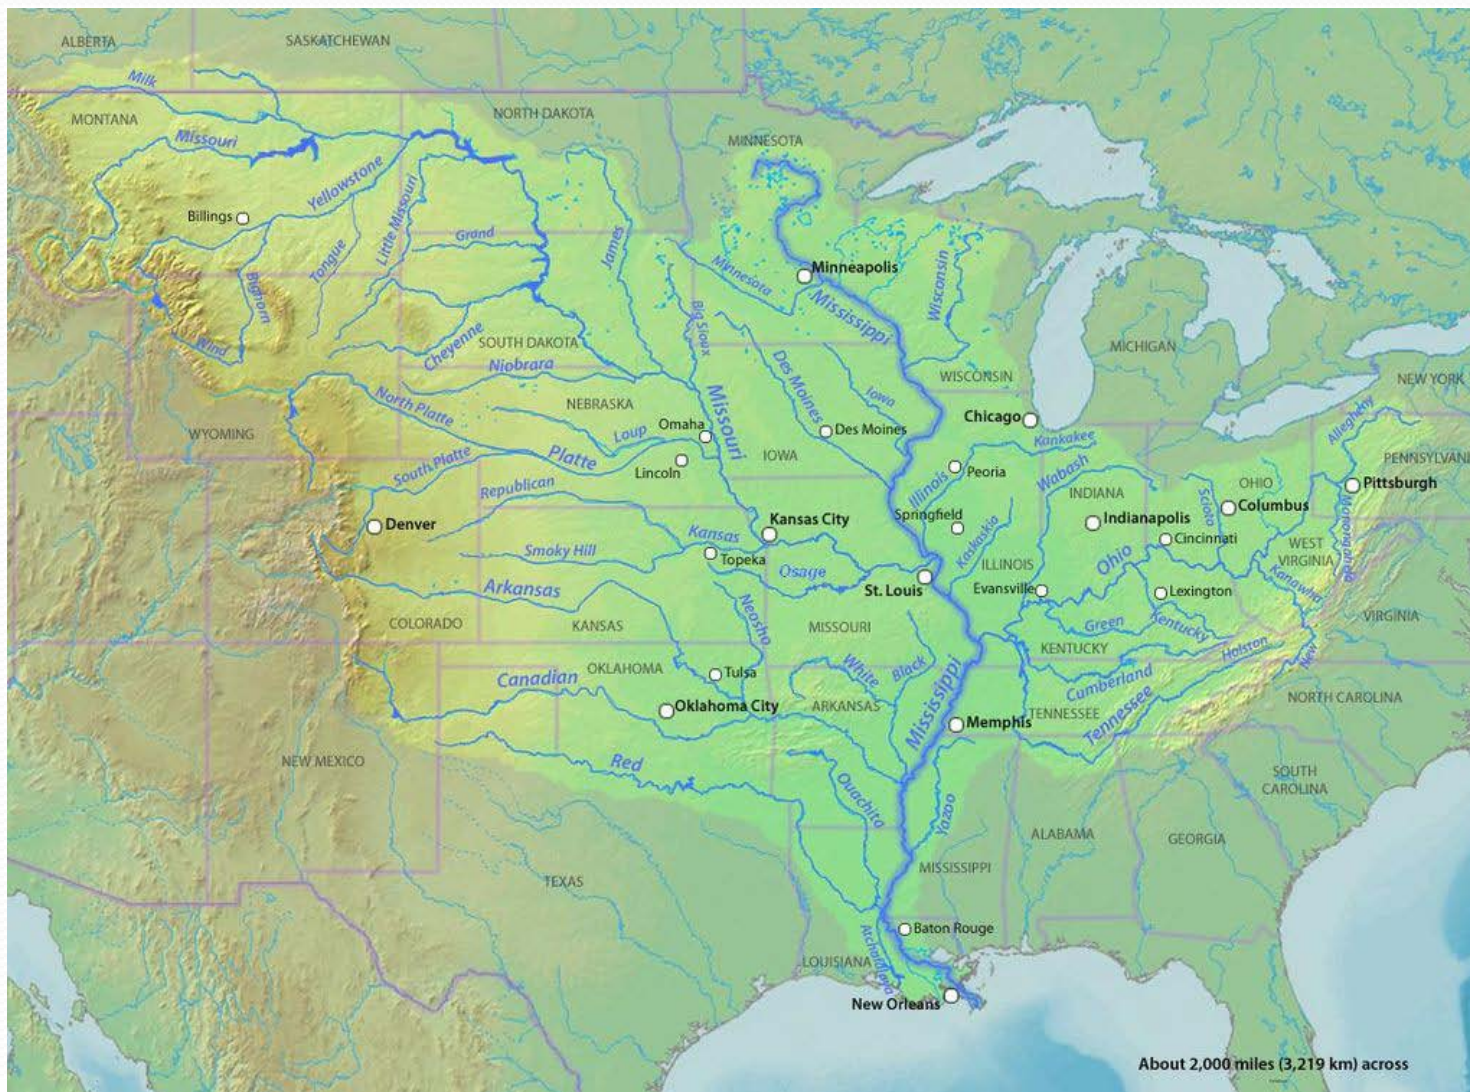 ALBERTA
SASKATCHEWAN
Milk
MONTANA
NORTH DAKOTA
Missouri
MINNESOTA
Yellowstone
Billings
Little Missouri
Grand
James
Tongue
Bighorn
Minnesota
Minneapolis
Wisconsin
Mississippi
Big Sioux
Wind
Cheyenne
SOUTH DAKOTA
MICHIGAN
Niobrara
Des Moines
Iowa
WISCONSIN
NEW YORK
North Platte
NEBRASKA
Missouri
Chicago
Allegheny
WYOMING
Loup
Omaha
Des Moines
Kankakee
South Platte
Platte
Lincoln
IOWA
Illinois
Peoria
Wabash
PENNSYLVANI
Republican
INDIANA
OHIO
Pittsburgh
Scioto
Columbus
Denver
Kansas City
Springfield
Indianapolis
Monongahela
Kansas
Kaskaskia
Cincinnati
Smoky Hill
Topeka
Osage
ILLINOIS
Ohio
WEST
VIRGINIA
Kanawha
Arkansas
St. Louis
Evansville
Lexington
Neosho
COLORADO
KANSAS
MISSOURI
Green
Kentucky
VIRGINIA
KENTUCKY
Holston
New
OKLAHOMA
Tulsa
White
Black
Mississippi
Cumberland
Canadian
Oklahoma City
ARKANSAS
Memphis
TENNESSEE
Tennessee
NORTH CAROLINA
NEW MEXICO
Red
Ouachita
SOUTH
CAROLINA
Yazoo
ALABAMA
GEORGIA
MISSISSIPPI
TEXAS
Baton Rouge
Atchafalaya
LOUISIANA
New Orleans
About 2,000 miles (3,219 km) across